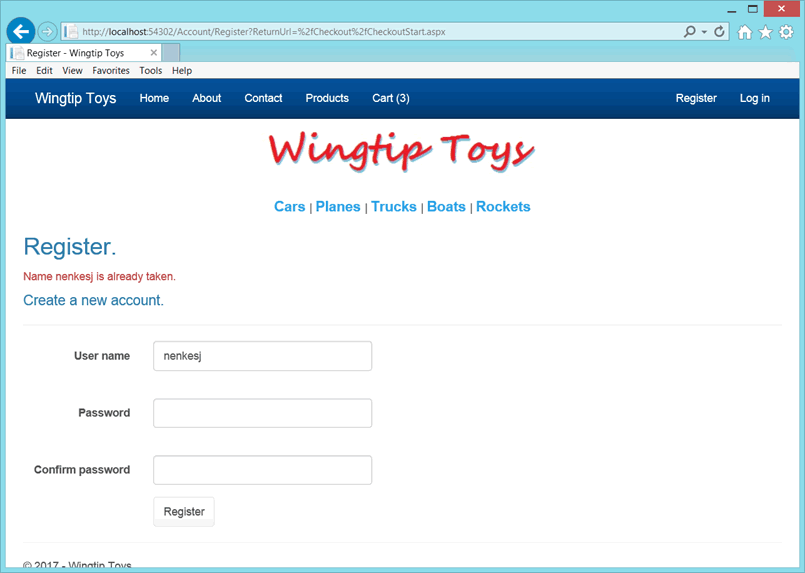 http://localhost:54302/Account/Register?ReturnUrl=%2fCheckout%2fCheckoutStart.aspx
Register - Wingtip Toys
File Edit View Favorites Tools Help
Wingtip Toys Home About Contact Products Cart (3) Register Log in
Wingtip Toys
Cars | Planes | Trucks | Boats | Rockets
Register.
Name nenkesj is already taken.
Create a new account.
User name nenkesj
Password
Confirm password
Register
© 2017 - Wingtip Toys